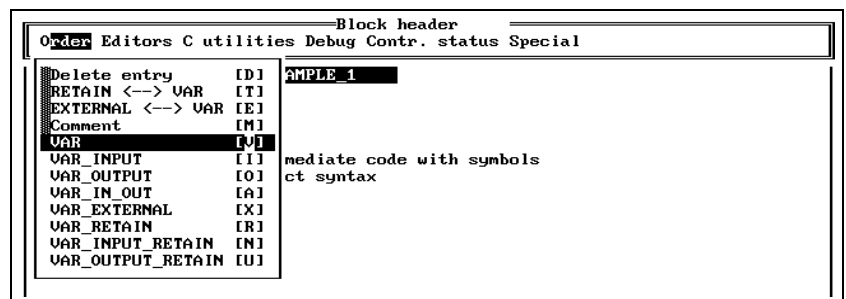 Block header
Order Editors C utilities Debug Contr. status Special
Delete entry [D] AMPLE_1
RETAIN <--> VAR [T]
EXTERNAL <--> VAR [E]
Comment [M]
VAR [V]
VAR_INPUT [I] mediate code with symbols
VAR_OUTPUT [O] ct syntax
VAR_IN_OUT [A]
VAR_EXTERNAL [X]
VAR_RETAIN [R]
VAR_INPUT_RETAIN [N]
VAR_OUTPUT_RETAIN [U]